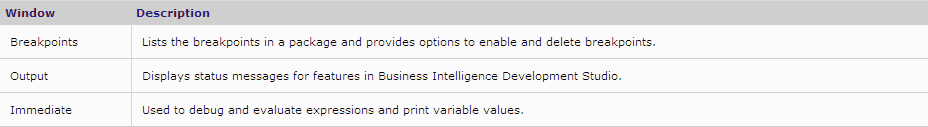 Window Description
Breakpoints Lists the breakpoints in a package and provides options to enable and delete breakpoints.
Output Displays status messages for features in Business Intelligence Development Studio.
Immediate Used to debug and evaluate expressions and print variable values.